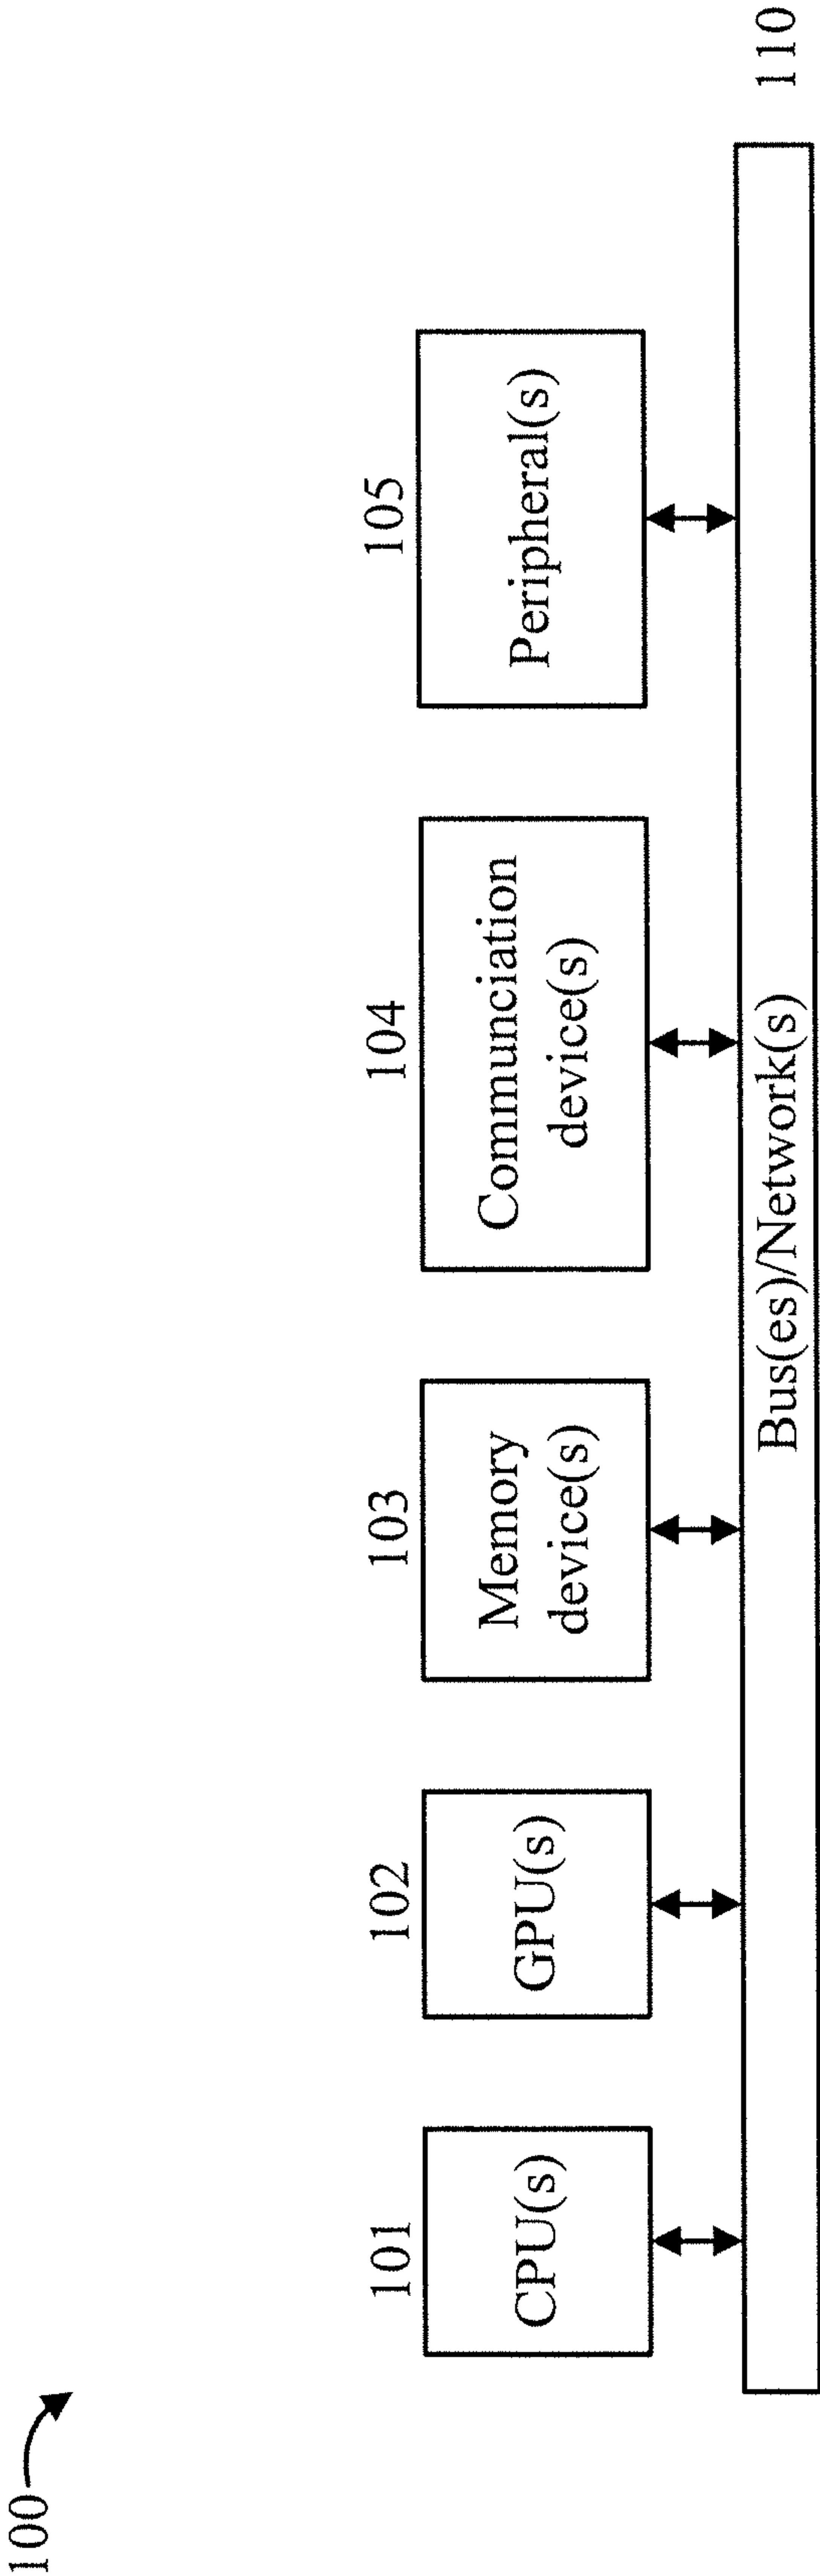 100
101
CPU(s)
102
GPU(s)
103
Memory
device(s)
104
Communciation
device(s)
105
Peripheral(s)
Bus(es)/Network(s)
110